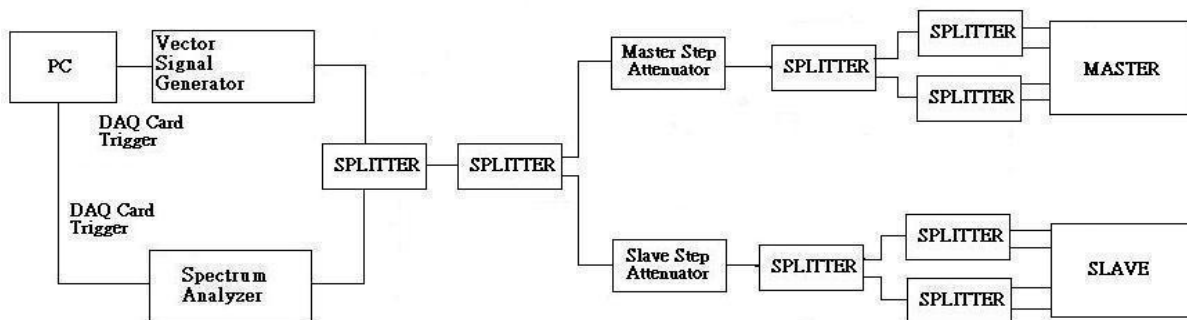 PC
Vector
Signal
Generator
DAQ Card
Trigger
DAQ Card
Trigger
Spectrum
Analyzer
SPLITTER
SPLITTER
Master Step
Attenuator
SPLITTER
SPLITTER
SPLITTER
MASTER
Slave Step
Attenuator
SPLITTER
SPLITTER
SPLITTER
SLAVE